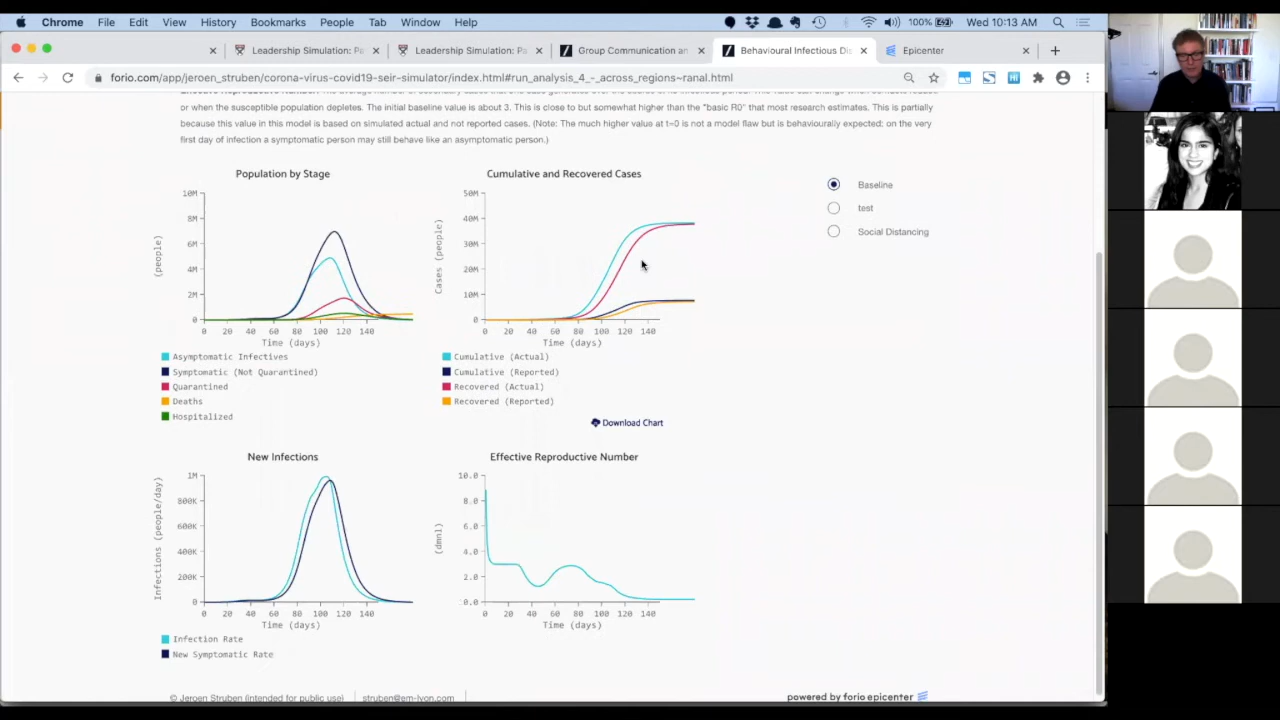 Chrome File Edit View History Bookmarks People Tab Window Help 100% Wed 10:13 AM
Leadership Simulation: Pa Leadership Simulation: Pa Group Communication an Behavioural Infectious Dis Epicenter
forio.com/app/jeroen_struben/corona-virus-covid19-seir-simulator/index.html#run_analysis_4_-_across_regions~ranal.html
or when the susceptible population depletes. The initial baseline value is about 3. This is close to but somewhat higher than the "basic R0" that most research estimates. This is partially
because this value in this model is based on simulated actual and not reported cases. (Note: The much higher value at t=0 is not a model flaw but is behaviourally expected; on the very
first day of infection a symptomatic person may still behave like an asymptomatic person.)
Population by Stage
10M
8M
6M
4M
2M
0
(people)
0 20 40 60 80 100 120 140
Time (days)
Asymptomatic Infectives
Symptomatic (Not Quarantined)
Quarantined
Deaths
Hospitalized
Cumulative and Recovered Cases
50M
40M
30M
20M
10M
0
Cases (people)
0 20 40 60 80 100 120 140
Time (days)
Cumulative (Actual)
Cumulative (Reported)
Recovered (Actual)
Recovered (Reported)
Download Chart
Baseline
test
Social Distancing
New Infections
1M
800K
600K
400K
200K
0
Infections (people/day)
0 20 40 60 80 100 120 140
Time (days)
Infection Rate
New Symptomatic Rate
Effective Reproductive Number
10.0
8.0
6.0
4.0
2.0
0.0
(dmnl)
0 20 40 60 80 100 120 140
Time (days)
© Jeroen Struben (intended for public use) struben@em-lyon.com powered by forio epicenter